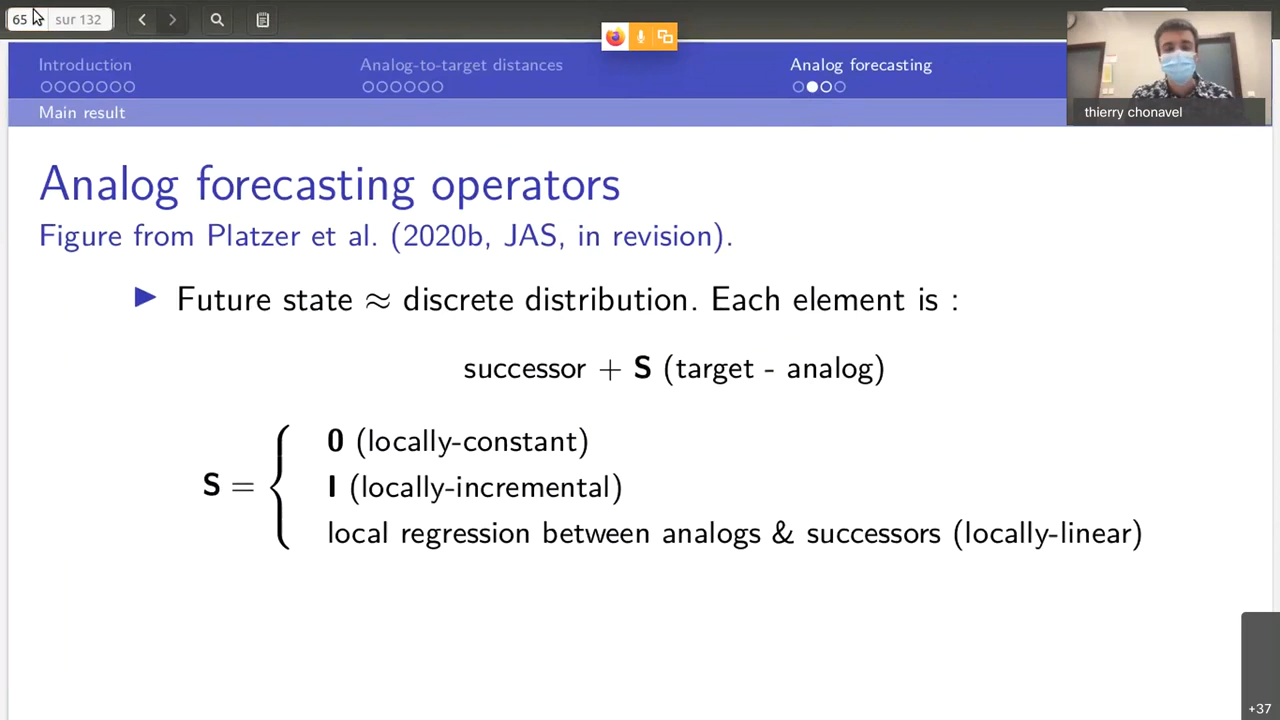 65 sur 132
Introduction
Analog-to-target distances
Analog forecasting
Main result
thierry chonavel
Analog forecasting operators
Figure from Platzer et al. (2020b, JAS, in revision).
Future state ≈ discrete distribution. Each element is :
successor + S (target - analog)
S = { 0 (locally-constant)
I (locally-incremental)
local regression between analogs & successors (locally-linear)
+37